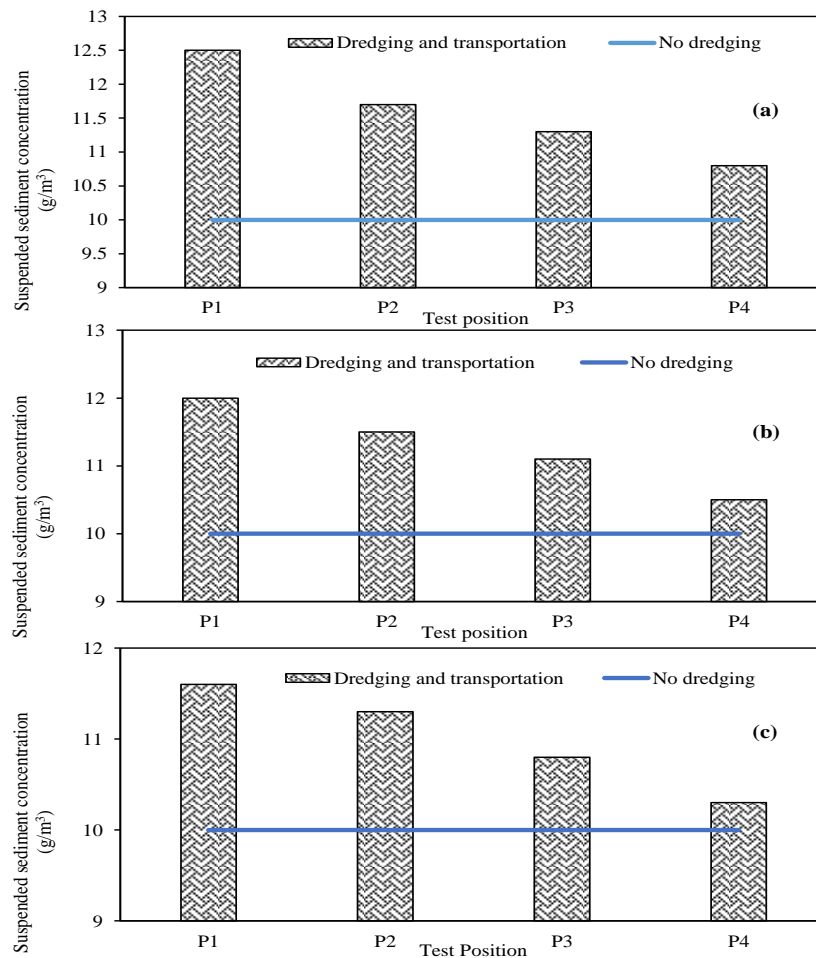 Suspended sediment concentration
(g/m³)
13
12.5
12
11.5
11
10.5
10
9.5
9
Dredging and transportation
No dredging
(a)
P1
P2
P3
P4
Test position
Suspended sediment concentration
(g/m³)
13
12
11
10
9
Dredging and transportation
No dredging
(b)
P1
P2
P3
P4
Test position
Suspended sediment concentration
(g/m³)
12
11
10
9
Dredging and transportation
No dredging
(c)
P1
P2
P3
P4
Test Position